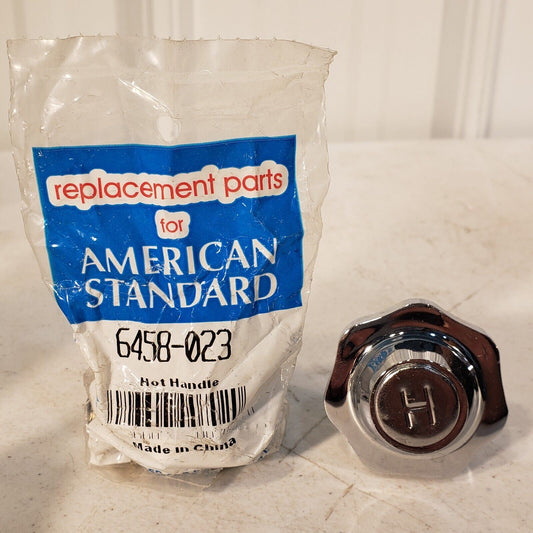 replacement parts
for
AMERICAN
STANDARD
6458-023
Hot Handle
Made in China
H